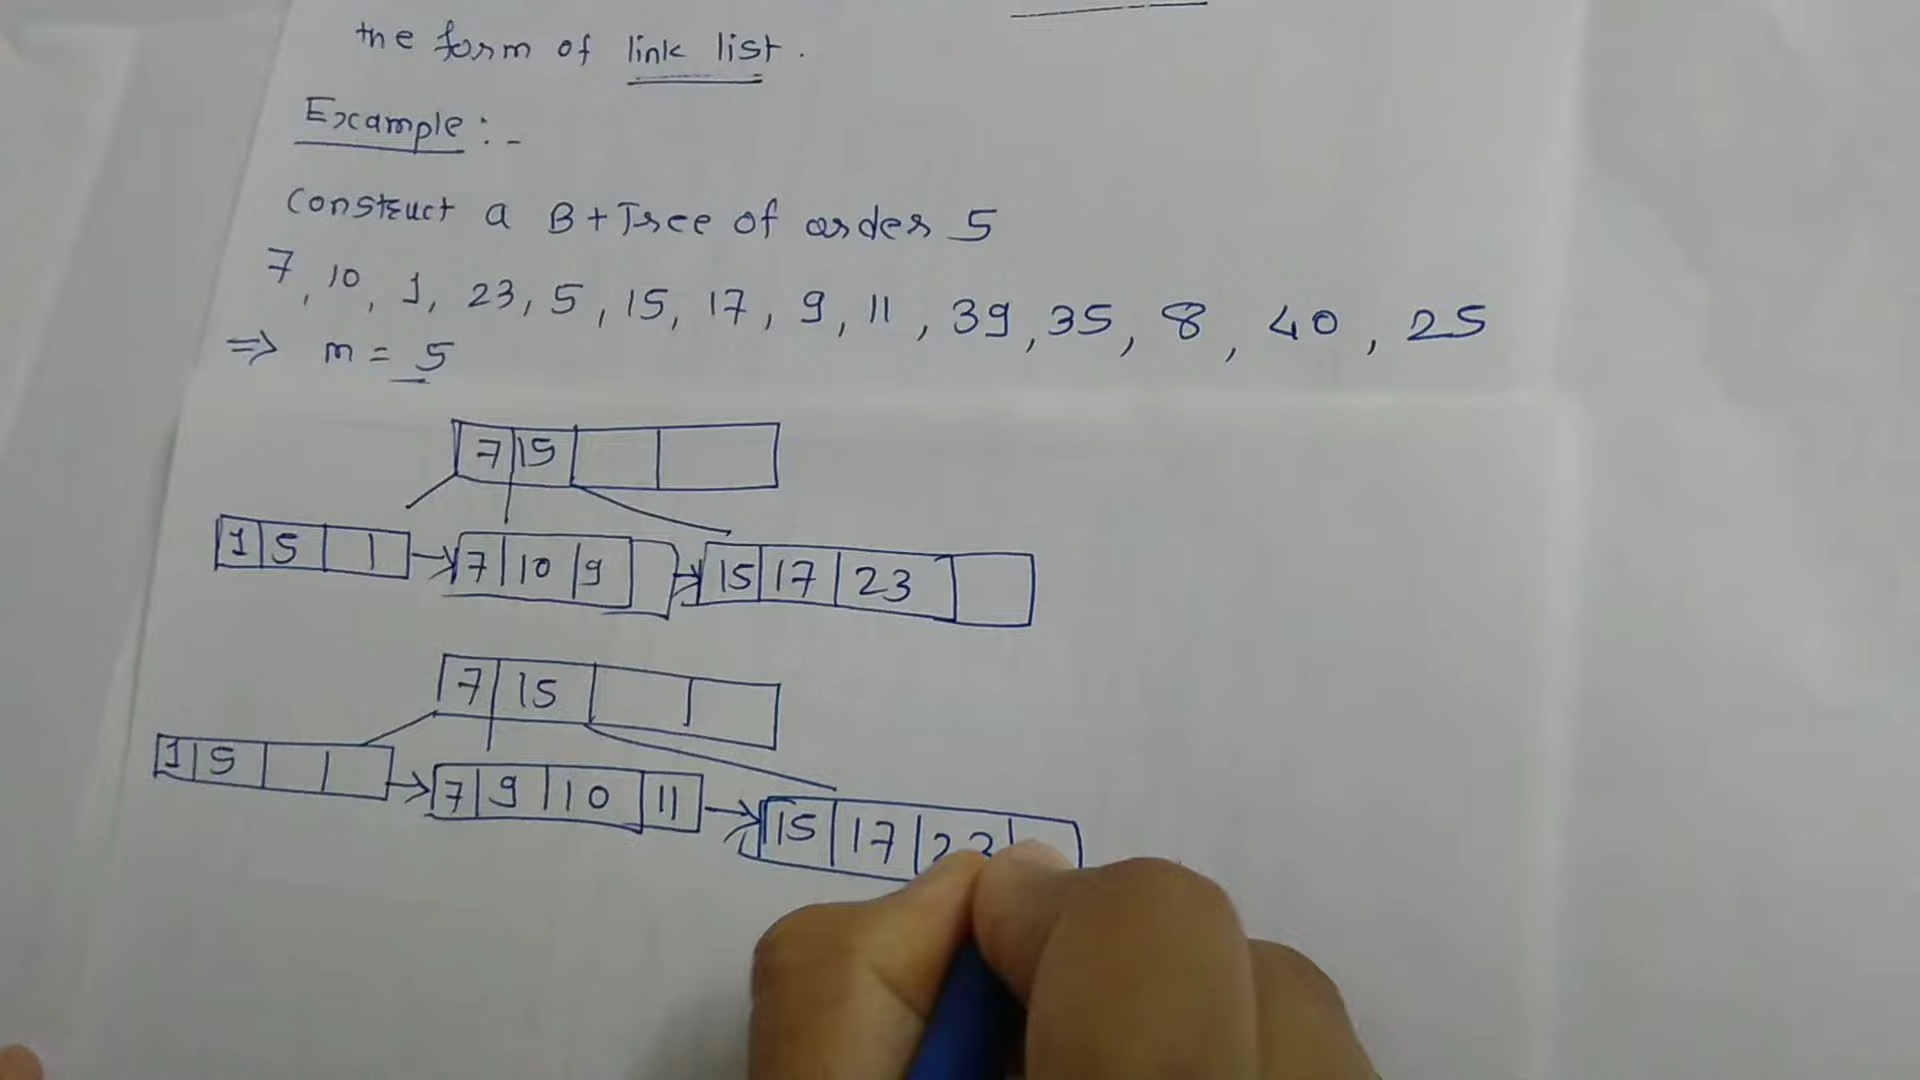 the form of link list.
Example :-
Construct a B+Tree of order 5
7, 10, 1, 23, 5, 15, 17, 9, 11, 39, 35, 8, 40, 25
⇒ m = 5
7 15
1 5 7 10 9 15 17 23
7 15
1 5 7 9 10 11 15 17 23